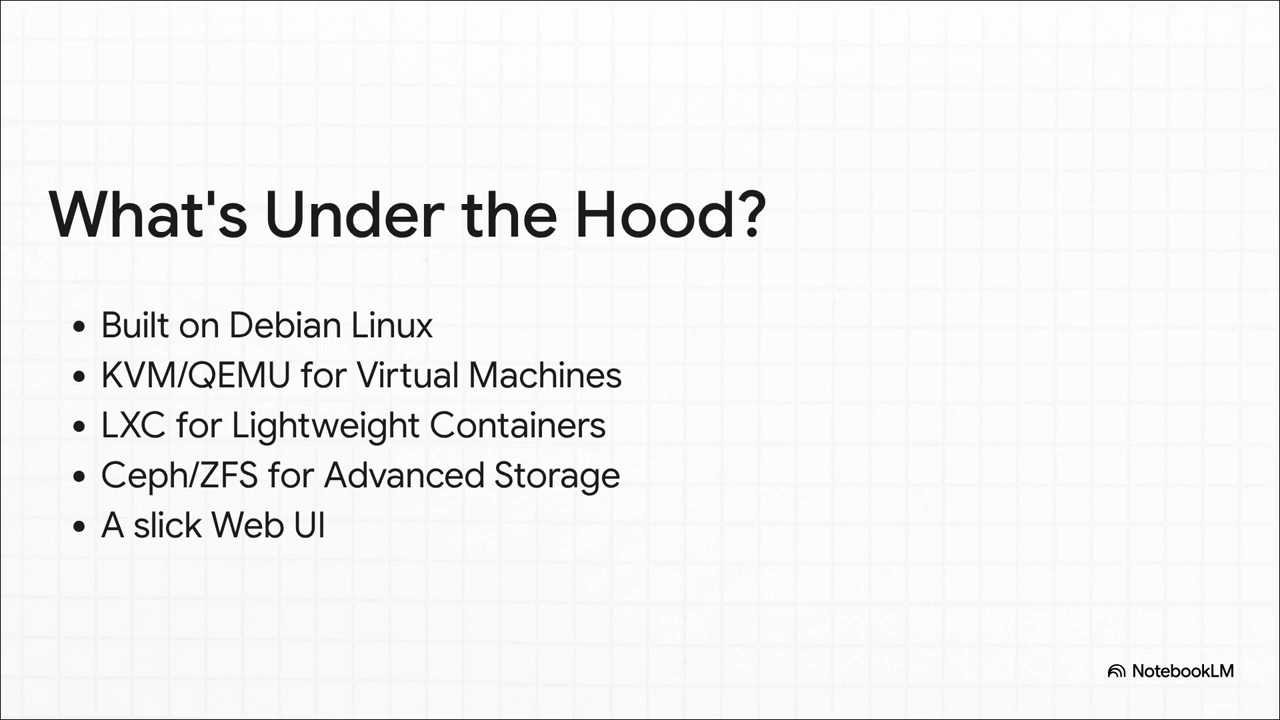 What's Under the Hood?
• Built on Debian Linux
• KVM/QEMU for Virtual Machines
• LXC for Lightweight Containers
• Ceph/ZFS for Advanced Storage
• A slick Web UI
NotebookLM